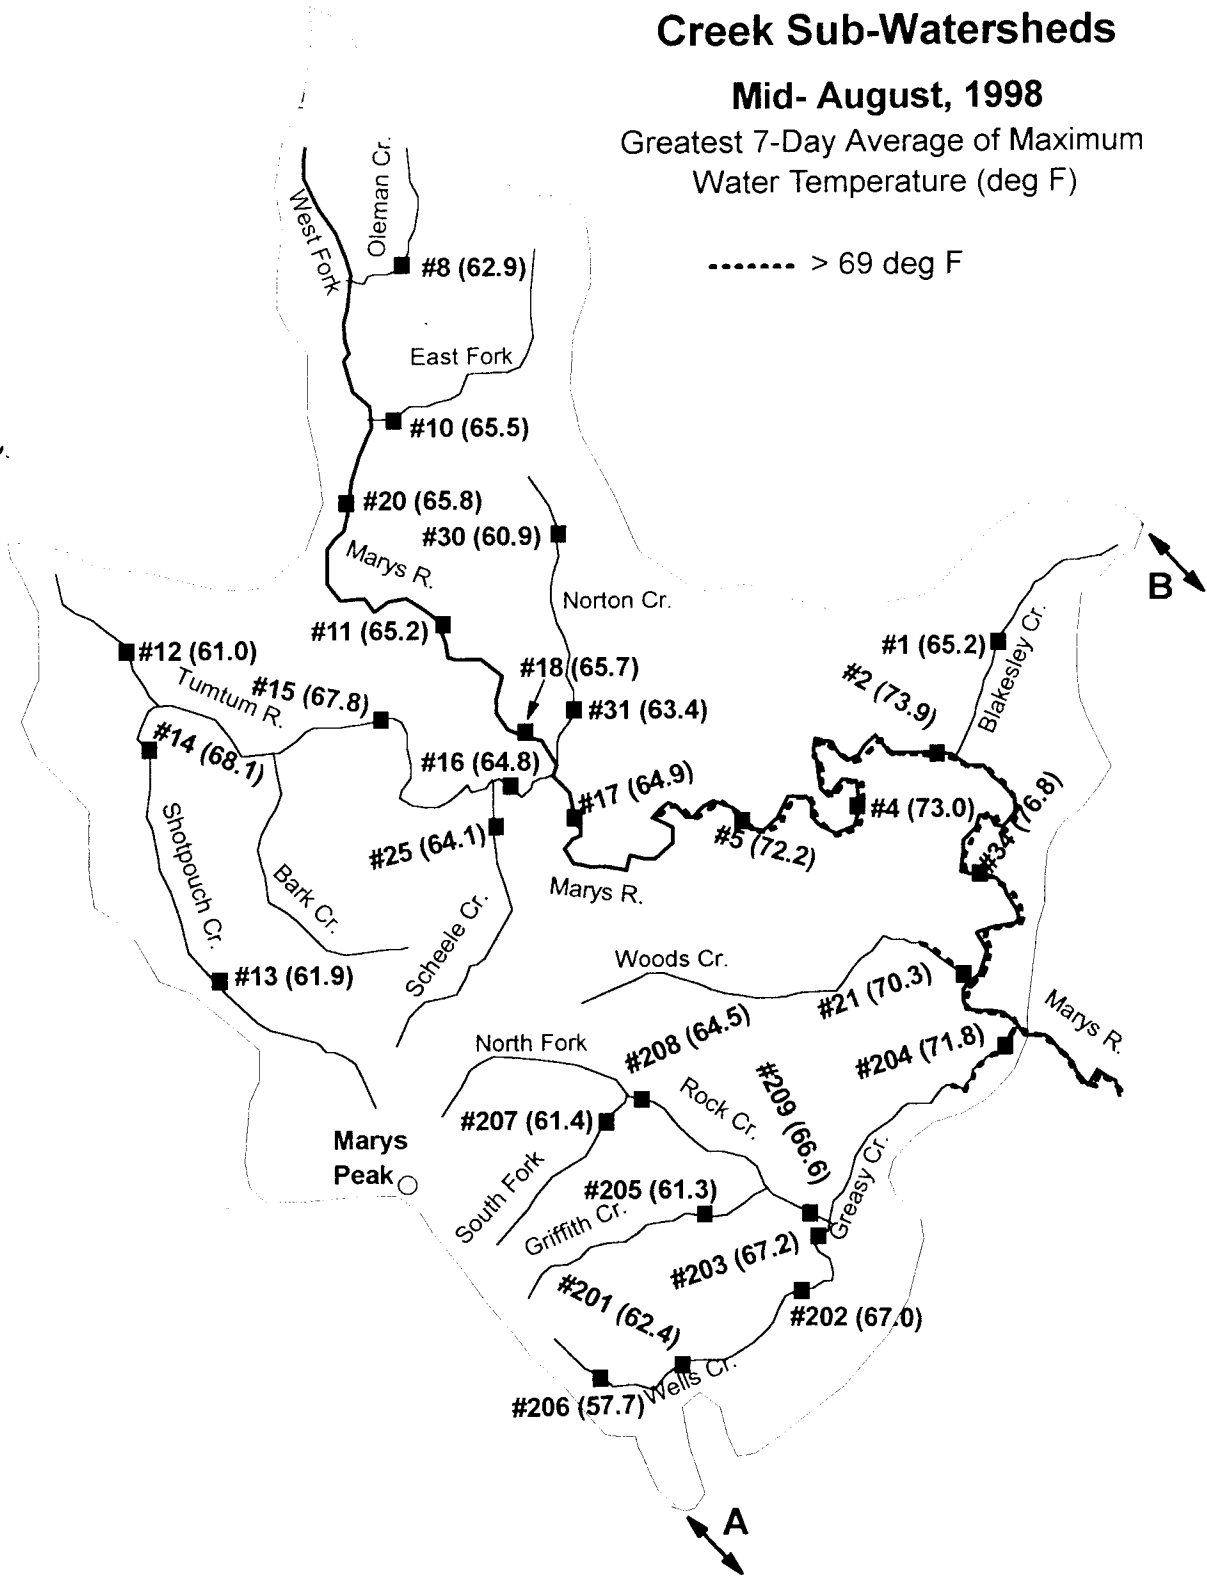 Creek Sub-Watersheds
Mid- August, 1998
Greatest 7-Day Average of Maximum
Water Temperature (deg F)
> 69 deg F
Oleman Cr.
West Fork
#8 (62.9)
East Fork
#10 (65.5)
#20 (65.8)
#30 (60.9)
Marys R.
Norton Cr.
B
#11 (65.2)
#1 (65.2)
Blakesley Cr.
#12 (61.0)
#18 (65.7)
#2 (73.9)
Tumtum R.
#15 (67.8)
#31 (63.4)
#14 (68.1)
#16 (64.8)
#17 (64.9)
#4 (73.0)
#34 (76.8)
#5 (72.2)
#25 (64.1)
Shotpouch Cr.
Bark Cr.
Marys R.
Scheele Cr.
Woods Cr.
#13 (61.9)
#21 (70.3)
Marys R.
North Fork
#208 (64.5)
#204 (71.8)
Rock Cr.
#209 (66.6)
#207 (61.4)
Marys
Peak
South Fork
#205 (61.3)
Griffith Cr.
Greasy Cr.
#203 (67.2)
#201 (62.4)
#202 (67.0)
Wells Cr.
#206 (57.7)
A